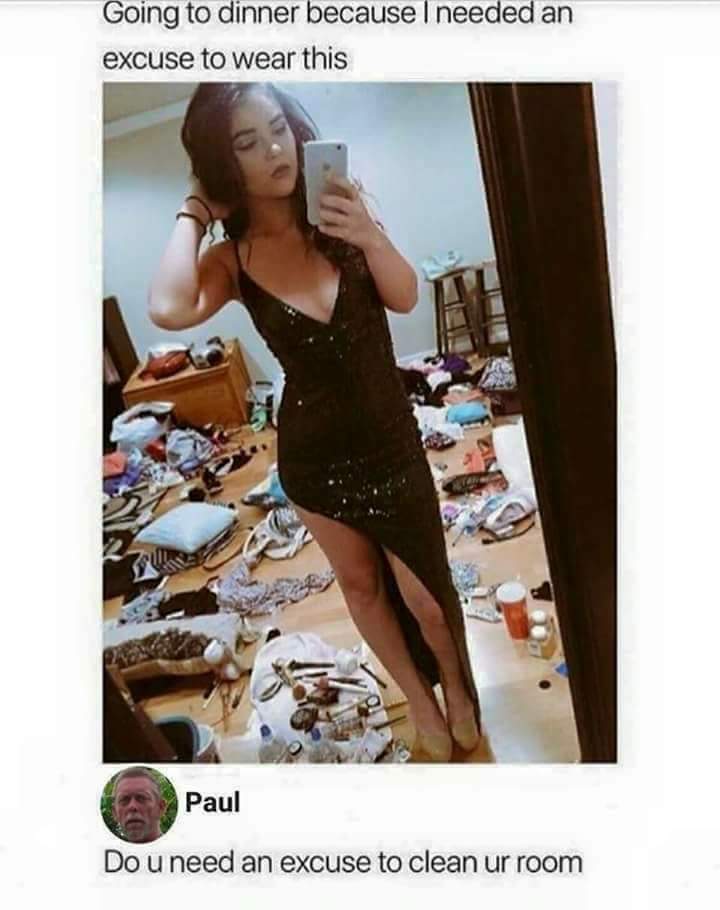 Going to dinner because I needed an
excuse to wear this
Paul
Do u need an excuse to clean ur room